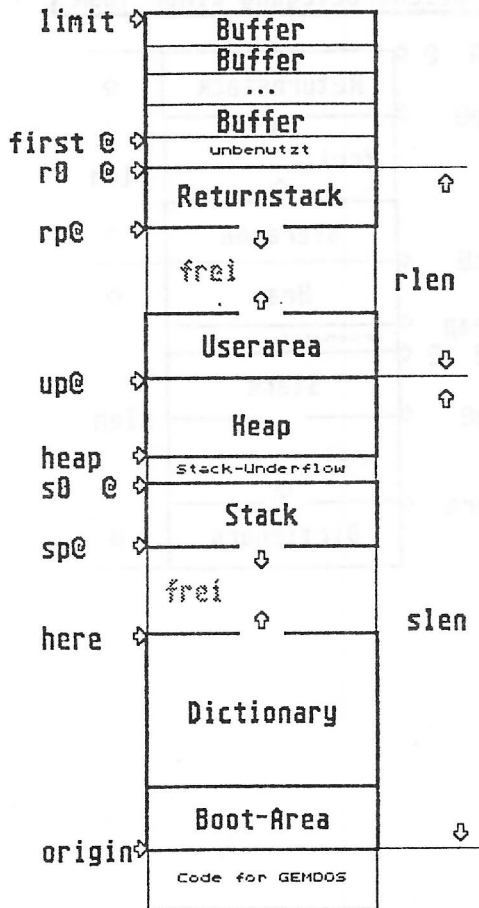 limit
Buffer
Buffer
...
Buffer
first @
unbenutzt
r0 @
Returnstack
rp@
frei
rlen
Userarea
up@
Heap
heap
Stack-Underflow
s0 @
Stack
sp@
frei
slen
here
Dictionary
Boot-Area
origin
Code for GEMDOS